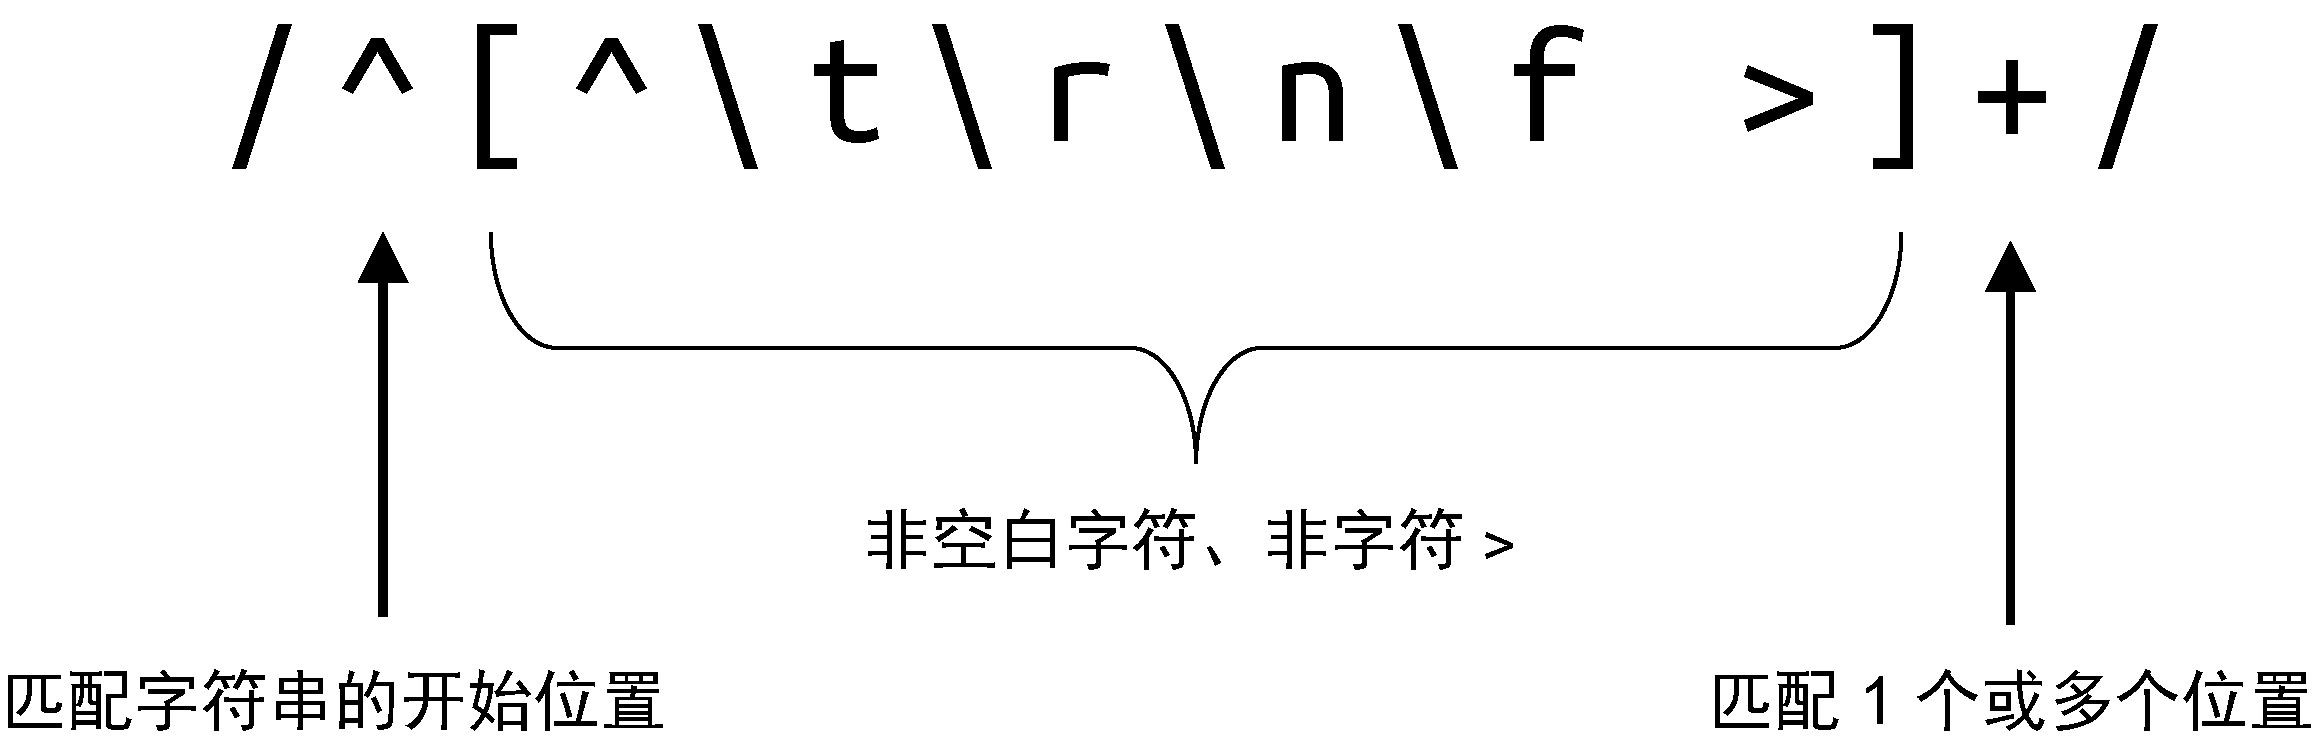 /^[^\t\r\n\f >]+/
非空白字符、非字符 >
匹配字符串的开始位置
匹配 1 个或多个位置